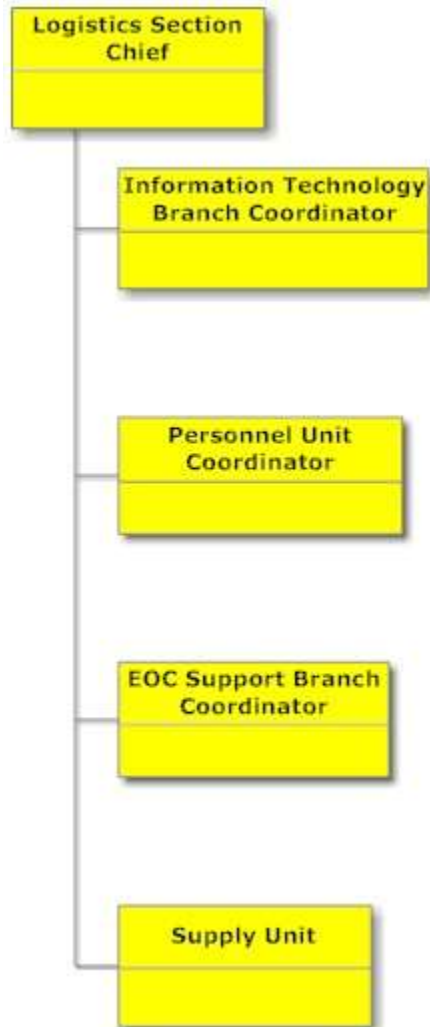 Logistics Section
Chief
Information Technology
Branch Coordinator
Personnel Unit
Coordinator
EOC Support Branch
Coordinator
Supply Unit